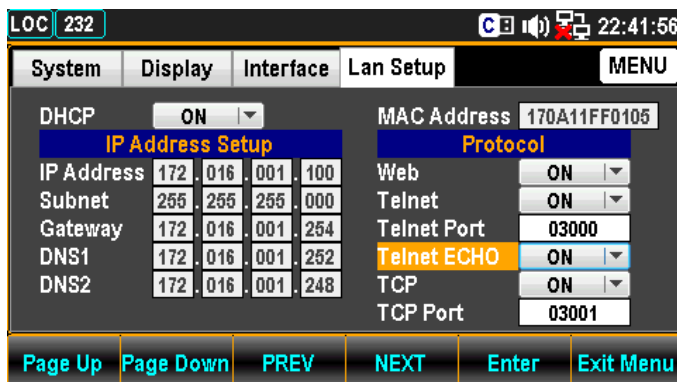 LOC 232 C 22:41:56
System Display Interface Lan Setup MENU
DHCP ON
IP Address Setup
IP Address 172 . 016 . 001 . 100
Subnet 255 . 255 . 255 . 000
Gateway 172 . 016 . 001 . 254
DNS1 172 . 016 . 001 . 252
DNS2 172 . 016 . 001 . 248
MAC Address 170A11FF0105
Protocol
Web ON
Telnet ON
Telnet Port 03000
Telnet ECHO ON
TCP ON
TCP Port 03001
Page Up Page Down PREV NEXT Enter Exit Menu